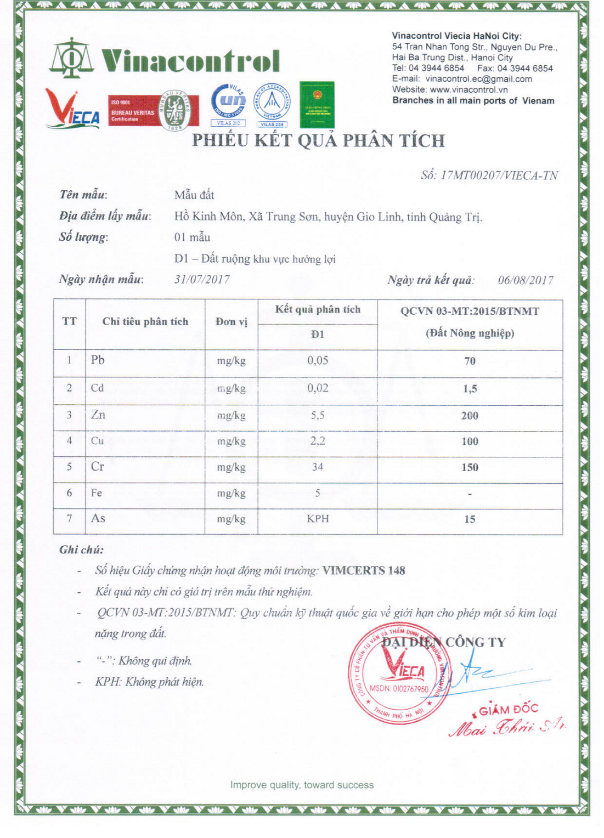 Vinacontrol
Vinacontrol Viecia HaNoi City:
54 Tran Nhan Tong Str., Nguyen Du Pre.,
Hai Ba Trung Dist., Hanoi City
Tel: 04 3944 6854 Fax: 04 3944 6854
E-mail: vinacontrol.ec@gmail.com
Website: www.vinacontrol.vn
Branches in all main ports of Vienam
VIECA
ISO 9001
BUREAU VERITAS
Certification
VILAS
VILAS 202
VILAS 234
PHIẾU KẾT QUẢ PHÂN TÍCH
Số: 17MT00207/VIECA-TN
Tên mẫu: Mẫu đất
Địa điểm lấy mẫu: Hồ Kinh Môn, Xã Trung Sơn, huyện Gio Linh, tỉnh Quảng Trị.
Số lượng: 01 mẫu
D1 – Đất ruộng khu vực hưởng lợi
Ngày nhận mẫu: 31/07/2017 Ngày trả kết quả: 06/08/2017
TT Chỉ tiêu phân tích Đơn vị Kết quả phân tích QCVN 03-MT:2015/BTNMT
Đ1 (Đất Nông nghiệp)
1 Pb mg/kg 0,05 70
2 Cd mg/kg 0,02 1,5
3 Zn mg/kg 5,5 200
4 Cu mg/kg 2,2 100
5 Cr mg/kg 34 150
6 Fe mg/kg 5 -
7 As mg/kg KPH 15
Ghi chú:
- Số hiệu Giấy chứng nhận hoạt động môi trường: VIMCERTS 148
- Kết quả này chỉ có giá trị trên mẫu thử nghiệm.
- QCVN 03-MT:2015/BTNMT: Quy chuẩn kỹ thuật quốc gia về giới hạn cho phép một số kim loại
nặng trong đất.
- “-”: Không qui định.
- KPH: Không phát hiện.
ĐẠI DIỆN CÔNG TY
VIECA
MSDN: 0102767950
THÀNH PHỐ HÀ NỘI
GIÁM ĐỐC
Mai Thái
Improve quality, toward success